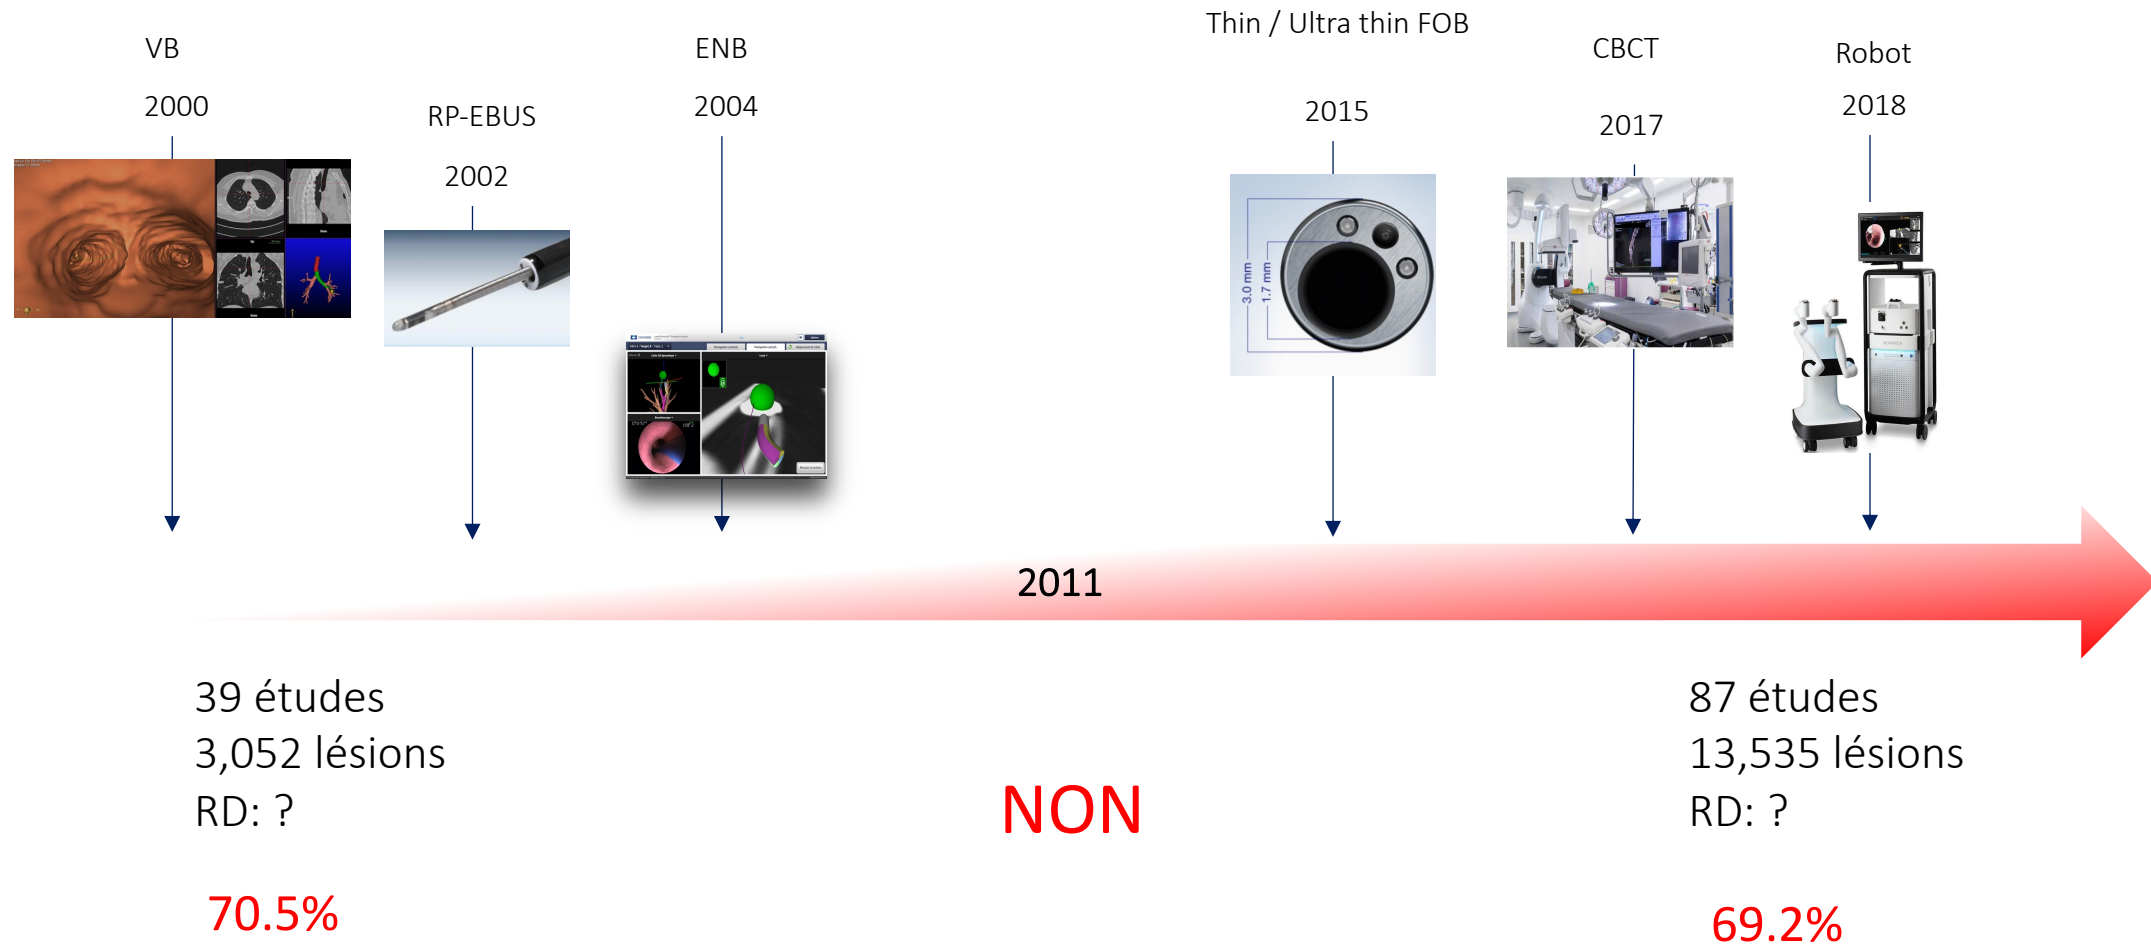 VB
2000
RP-EBUS
2002
ENB
2004
Thin / Ultra thin FOB
2015
3.0 mm
1.7 mm
CBCT
2017
Robot
2018
2011
39 études
3,052 lésions
RD: ?
70.5%
NON
87 études
13,535 lésions
RD: ?
69.2%